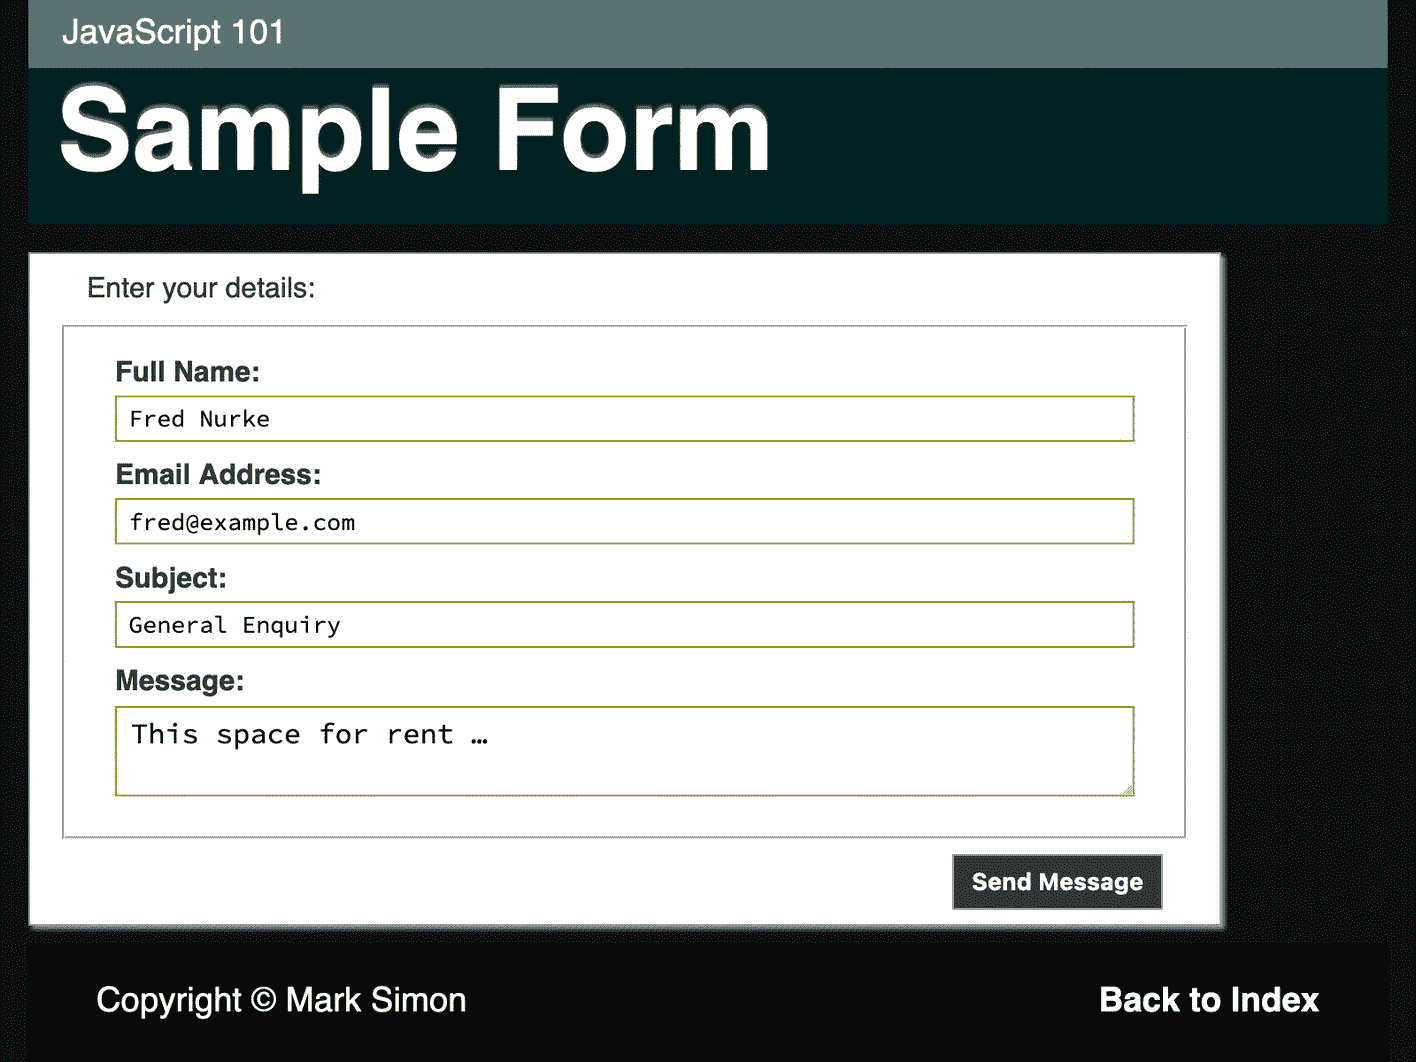 JavaScript 101
Sample Form
Enter your details:
Full Name:
Fred Nurke
Email Address:
fred@example.com
Subject:
General Enquiry
Message:
This space for rent …
Send Message
Copyright © Mark Simon
Back to Index